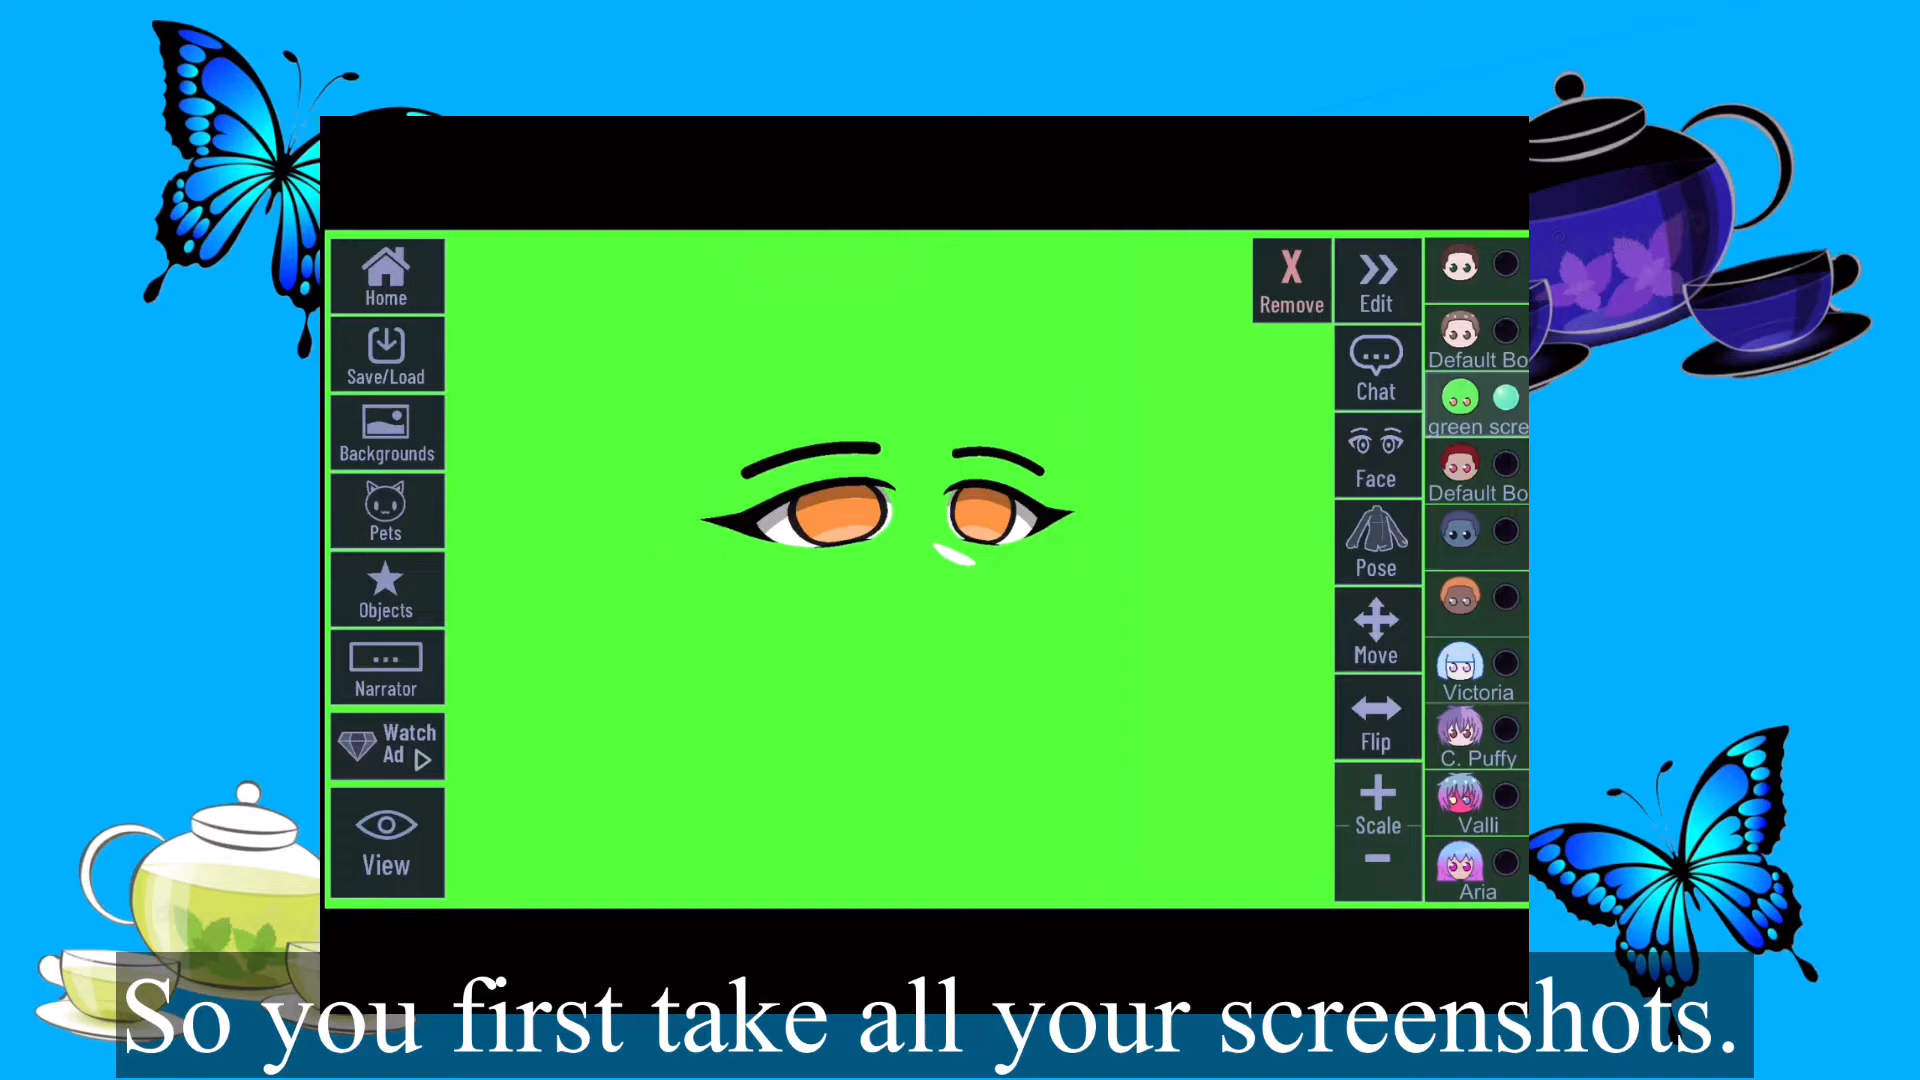 Home
Save/Load
Backgrounds
Pets
Objects
Narrator
Watch
Ad
View
X
Remove
Edit
Chat
Face
Pose
Move
Flip
Scale
Default Bo
green scre
Default Bo
Victoria
C. Puffy
Valli
Aria
So you first take all your screenshots.